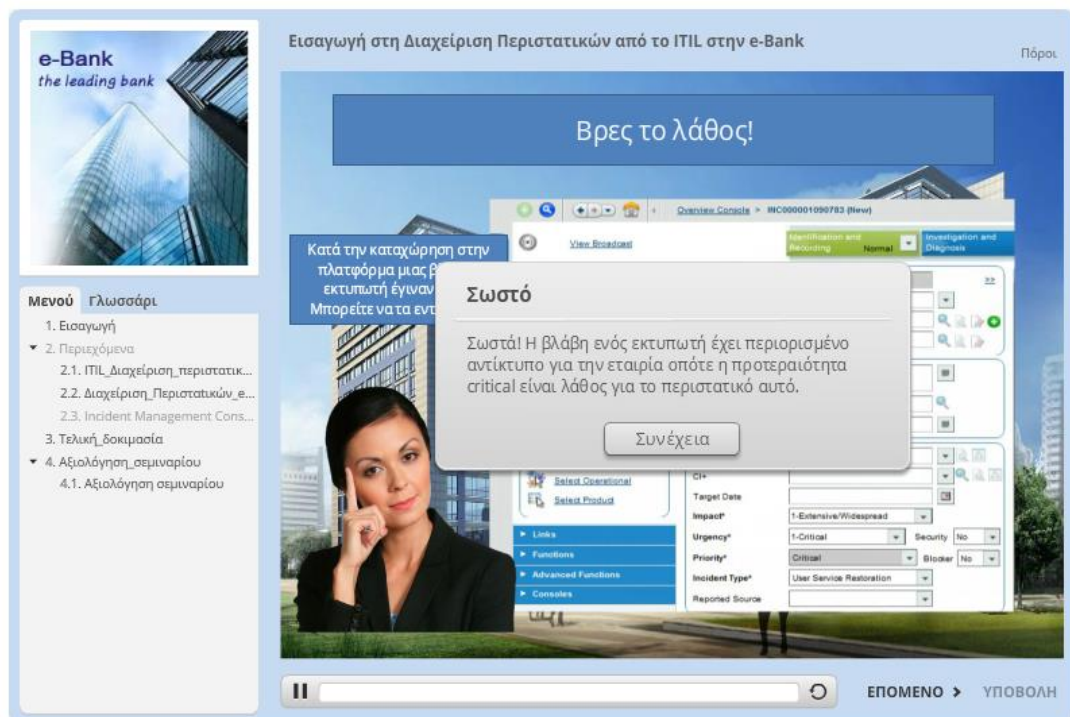 e-Bank
the leading bank
Εισαγωγή στη Διαχείριση Περιστατικών από το ITIL στην e-Bank
Πόροι
Μενού Γλωσσάρι
1. Εισαγωγή
2. Περιεχόμενα
2.1. ITIL_Διαχείριση_περιστατικ...
2.2. Διαχείριση_Περιστατικών_e...
2.3. Incident Management Cons...
3. Τελική_δοκιμασία
4. Αξιολόγηση_σεμιναρίου
4.1. Αξιολόγηση σεμιναρίου
Βρες το λάθος!
Overview Console > INC000001090783 (New)
View Broadcast
Identification and
Recording Normal
Investigation and
Diagnosis
>>
Κατά την καταχώρηση στην
πλατφόρμα μιας
εκτυπωτή έγιναν
Μπορείτε να τα
Σωστό
Σωστά! Η βλάβη ενός εκτυπωτή έχει περιορισμένο
αντίκτυπο για την εταιρία οπότε η προτεραιότητα
critical είναι λάθος για το περιστατικό αυτό.
Συνέχεια
Select Operational
Select Product
Links
Functions
Advanced Functions
Consoles
CI+
Target Date
Impact* 1-Extensive/Widespread
Urgency* 1-Critical Security No
Priority* Critical Blocker No
Incident Type* User Service Restoration
Reported Source
ΕΠΟΜΕΝΟ ΥΠΟΒΟΛΗ